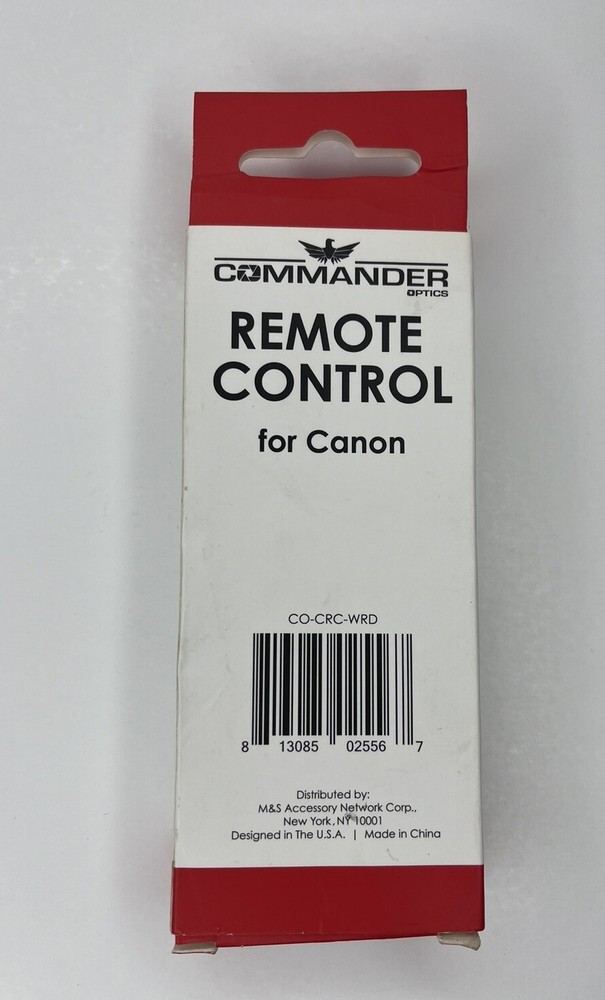 COMMANDER
OPTICS
REMOTE
CONTROL
for Canon
CO-CRC-WRD
8 13085 02556 7
Distributed by:
M&S Accessory Network Corp.,
New York, NY 10001
Designed in The U.S.A. | Made in China